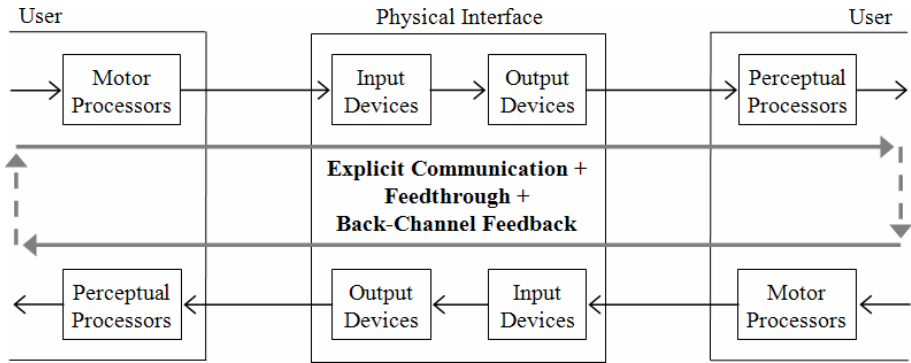 User
Physical Interface
User
Motor
Processors
Input
Devices
Output
Devices
Perceptual
Processors
Explicit Communication +
Feedthrough +
Back-Channel Feedback
Perceptual
Processors
Output
Devices
Input
Devices
Motor
Processors